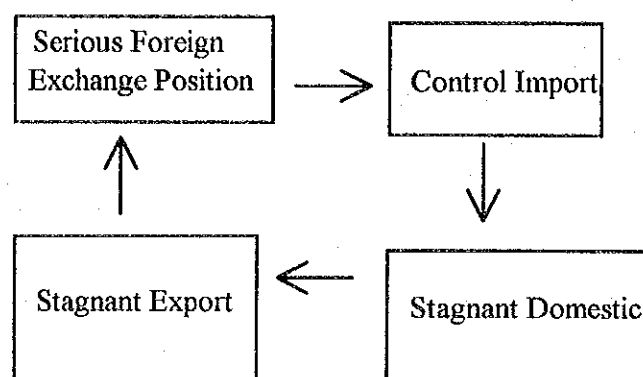 Serious Foreign
Exchange Position
Control Import
Stagnant Export
Stagnant Domestic